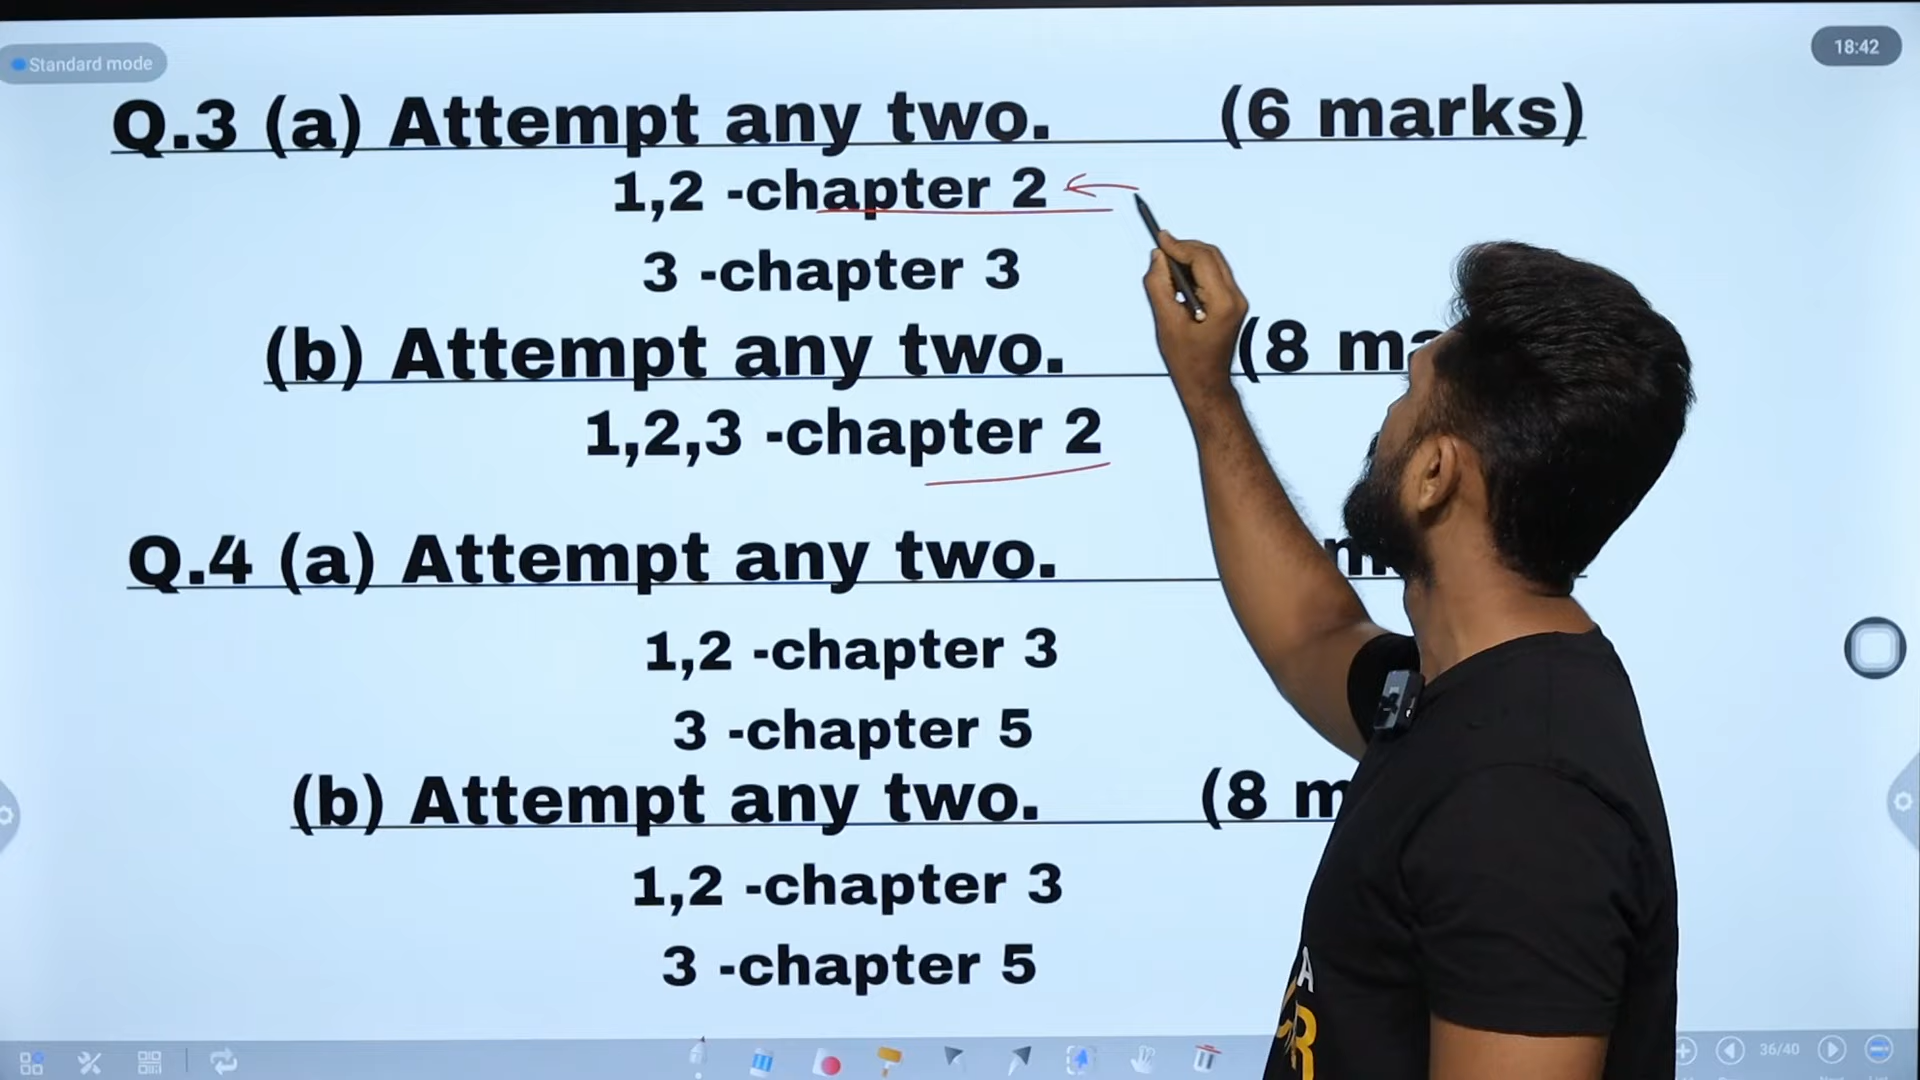 Standard mode
18:42
Q.3 (a) Attempt any two. (6 marks)
1,2 -chapter 2
3 -chapter 3
(b) Attempt any two. (8 ma
1,2,3 -chapter 2
Q.4 (a) Attempt any two.
1,2 -chapter 3
3 -chapter 5
(b) Attempt any two. (8 m
1,2 -chapter 3
3 -chapter 5
36/40